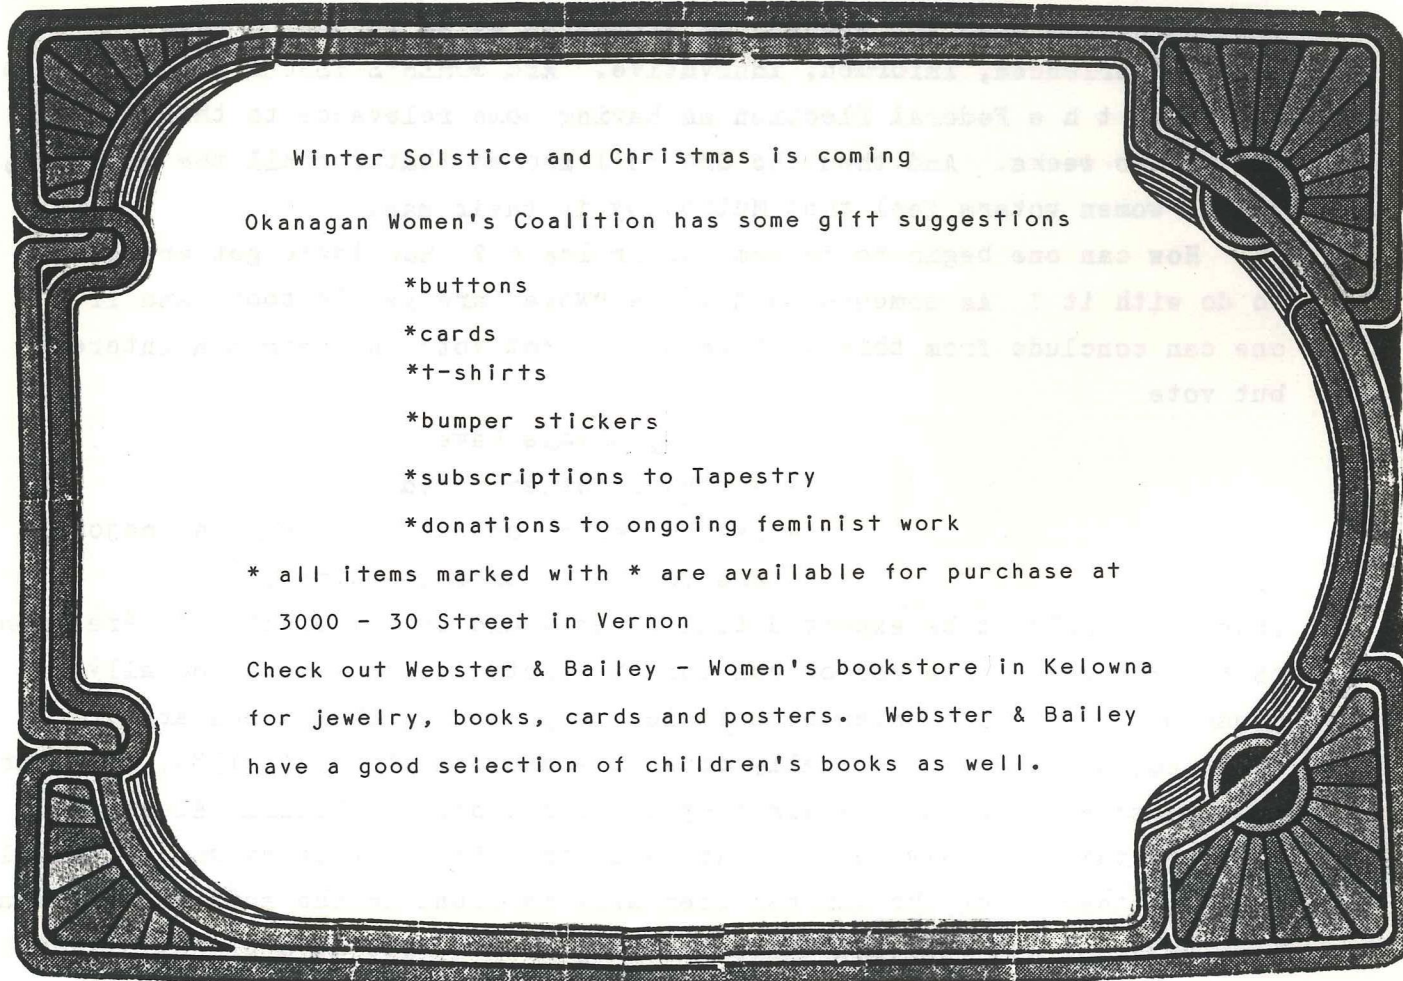 Winter Solstice and Christmas is coming
Okanagan Women's Coalition has some gift suggestions
*buttons
*cards
*t-shirts
*bumper stickers
*subscriptions to Tapestry
*donations to ongoing feminist work
* all items marked with * are available for purchase at
3000 - 30 Street in Vernon
Check out Webster & Bailey - Women's bookstore in Kelowna
for jewelry, books, cards and posters. Webster & Bailey
have a good selection of children's books as well.